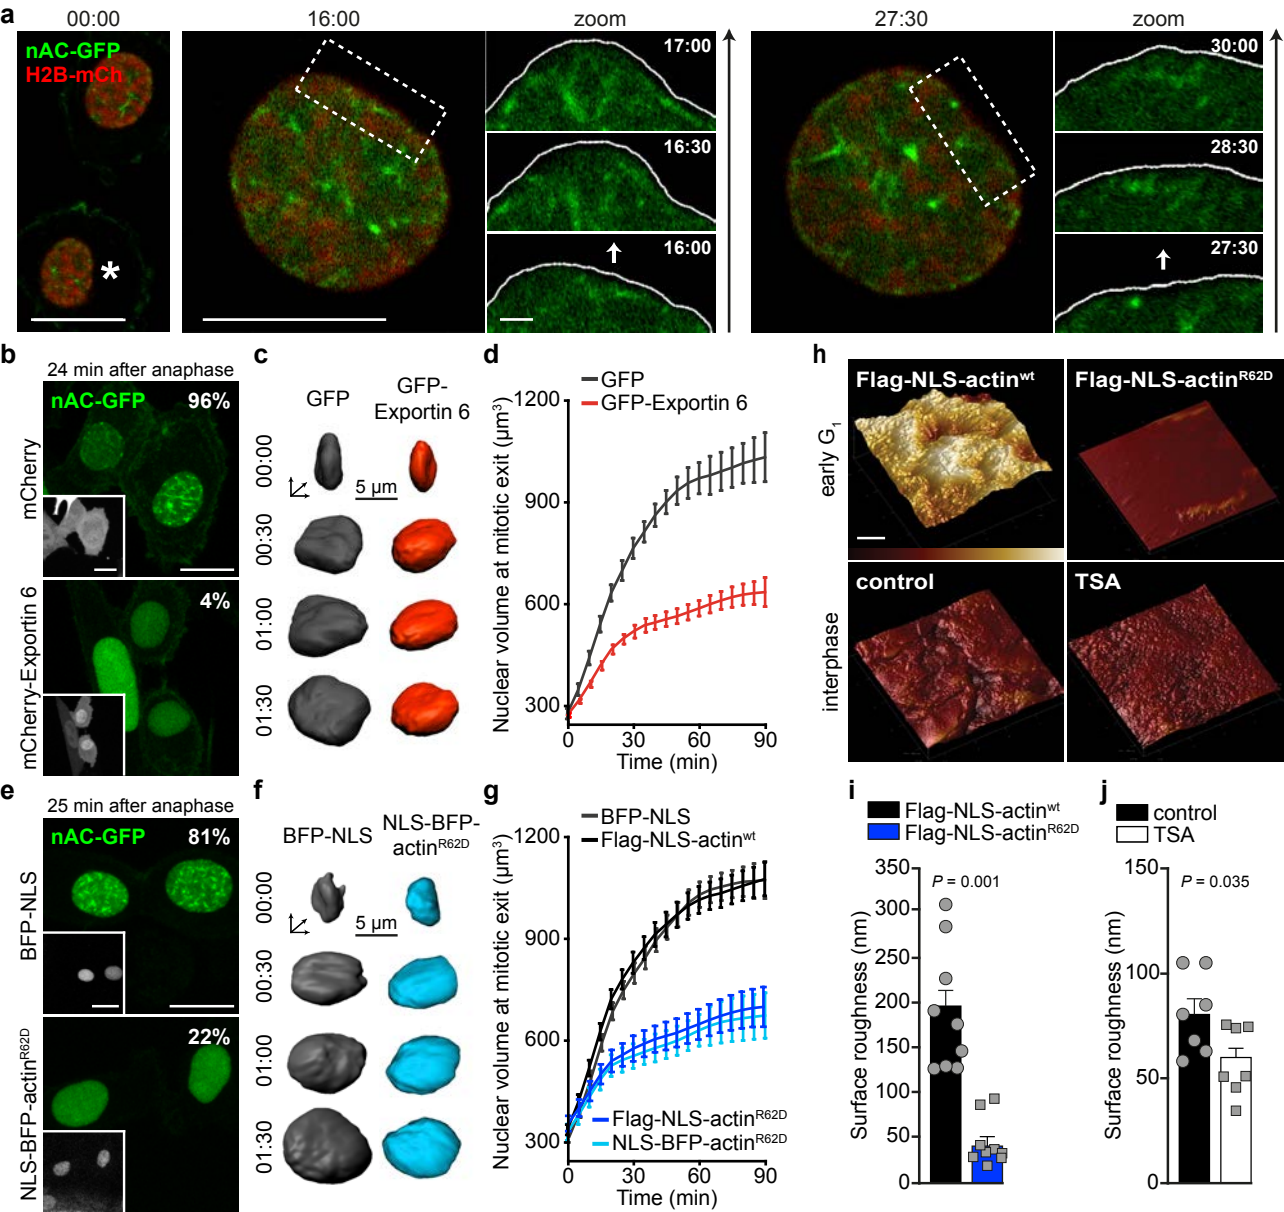 a
00:00
16:00
zoom
27:30
zoom
nAC-GFP
H2B-mCh
*
17:00
16:30
16:00
30:00
28:30
27:30
b
24 min after anaphase
mCherry
nAC-GFP 96%
mCherry-Exportin 6
4%
c
GFP
GFP-
Exportin 6
00:00
5 µm
00:30
01:00
01:30
d
GFP
GFP-Exportin 6
Nuclear volume at mitotic exit (µm³)
1200
900
600
300
0 30 60 90
Time (min)
h
early G₁
Flag-NLS-actinʷᵗ
Flag-NLS-actinᴿ⁶²ᴰ
interphase
control
TSA
e
25 min after anaphase
BFP-NLS
nAC-GFP 81%
NLS-BFP-actinᴿ⁶²ᴰ
22%
f
BFP-NLS
NLS-BFP-
actinᴿ⁶²ᴰ
00:00
5 µm
00:30
01:00
01:30
g
BFP-NLS
Flag-NLS-actinʷᵗ
Nuclear volume at mitotic exit (µm³)
1200
900
600
300
Flag-NLS-actinᴿ⁶²ᴰ
NLS-BFP-actinᴿ⁶²ᴰ
0 30 60 90
Time (min)
i
Flag-NLS-actinʷᵗ
Flag-NLS-actinᴿ⁶²ᴰ
Surface roughness (nm)
P = 0.001
350
300
250
200
150
100
50
0
j
control
TSA
Surface roughness (nm)
P = 0.035
150
100
50
0